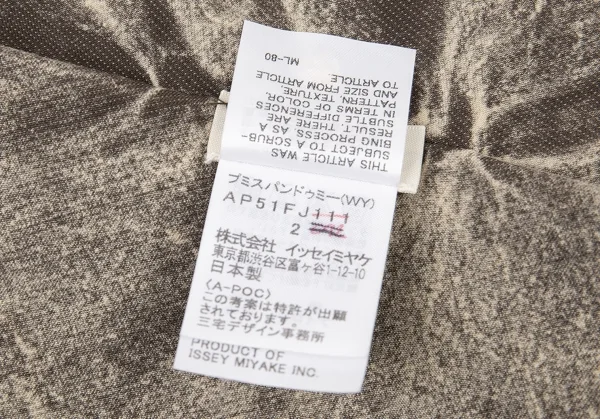 THIS ARTICLE WAS
SUBJECT TO A SCRUB-
BING PROCESS. AS A
RESULT, THERE ARE
SUBTLE DIFFERENCES
IN TERMS OF COLOR,
PATTERN, TEXTURE,
AND SIZE FROM ARTICLE
TO ARTICLE.
ML-80
プミスパンドゥミー(WY)
AP51FJ111
2
株式会社 イッセイミヤケ
東京都渋谷区富ヶ谷1-12-10
日本製
〈A-POC〉
この考案は特許が出願
されております。
三宅デザイン事務所
PRODUCT OF
ISSEY MIYAKE INC.